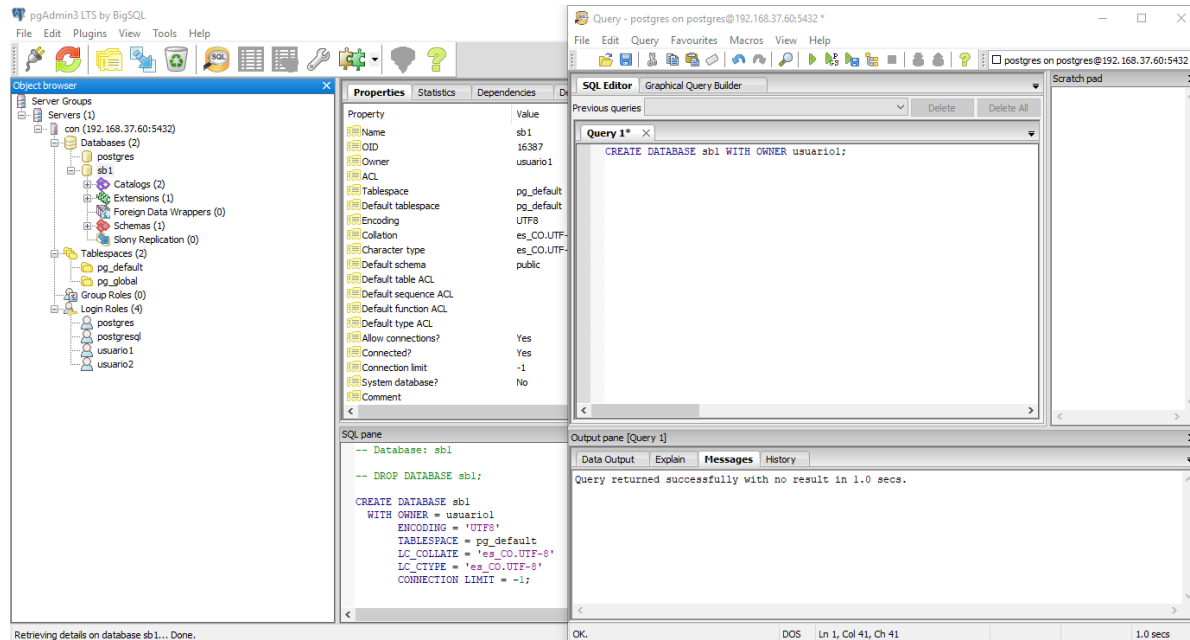 pgAdmin3 LTS by BigSQL
File Edit Plugins View Tools Help
SQL
Object browser
Server Groups
Servers (1)
con (192.168.37.60:5432)
Databases (2)
postgres
sb1
Catalogs (2)
Extensions (1)
Foreign Data Wrappers (0)
Schemas (1)
Slony Replication (0)
Tablespaces (2)
pg_default
pg_global
Group Roles (0)
Login Roles (4)
postgres
postgresql
usuario1
usuario2
Properties Statistics Dependencies De
Property Value
Name sb1
OID 16387
Owner usuario1
ACL
Tablespace pg_default
Default tablespace pg_default
Encoding UTF8
Collation es_CO.UTF-
Character type es_CO.UTF-
Default schema public
Default table ACL
Default sequence ACL
Default function ACL
Default type ACL
Allow connections? Yes
Connected? Yes
Connection limit -1
System database? No
Comment
SQL pane
-- Database: sb1
-- DROP DATABASE sb1;
CREATE DATABASE sb1
WITH OWNER = usuario1
ENCODING = 'UTF8'
TABLESPACE = pg_default
LC_COLLATE = 'es_CO.UTF-8'
LC_CTYPE = 'es_CO.UTF-8'
CONNECTION LIMIT = -1;
Retrieving details on database sb1... Done.
Query - postgres on postgres@192.168.37.60:5432 *
File Edit Query Favourites Macros View Help
postgres on postgres@192.168.37.60:5432
SQL Editor Graphical Query Builder
Scratch pad
Previous queries Delete Delete All
Query 1*
CREATE DATABASE sb1 WITH OWNER usuario1;
Output pane [Query 1]
Data Output Explain Messages History
Query returned successfully with no result in 1.0 secs.
OK. DOS Ln 1, Col 41, Ch 41 1.0 secs